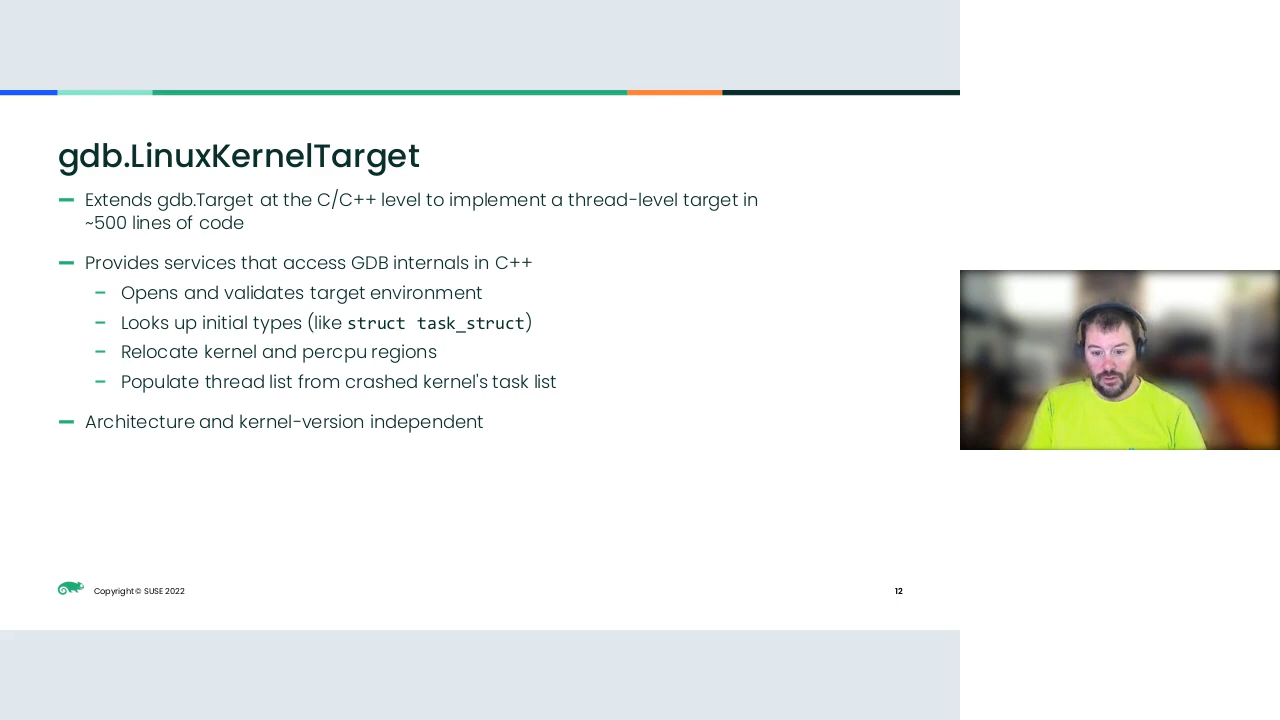 gdb.LinuxKernelTarget
Extends gdb.Target at the C/C++ level to implement a thread-level target in
~500 lines of code
Provides services that access GDB internals in C++
Opens and validates target environment
Looks up initial types (like struct task_struct)
Relocate kernel and percpu regions
Populate thread list from crashed kernel's task list
Architecture and kernel-version independent
Copyright © SUSE 2022
12